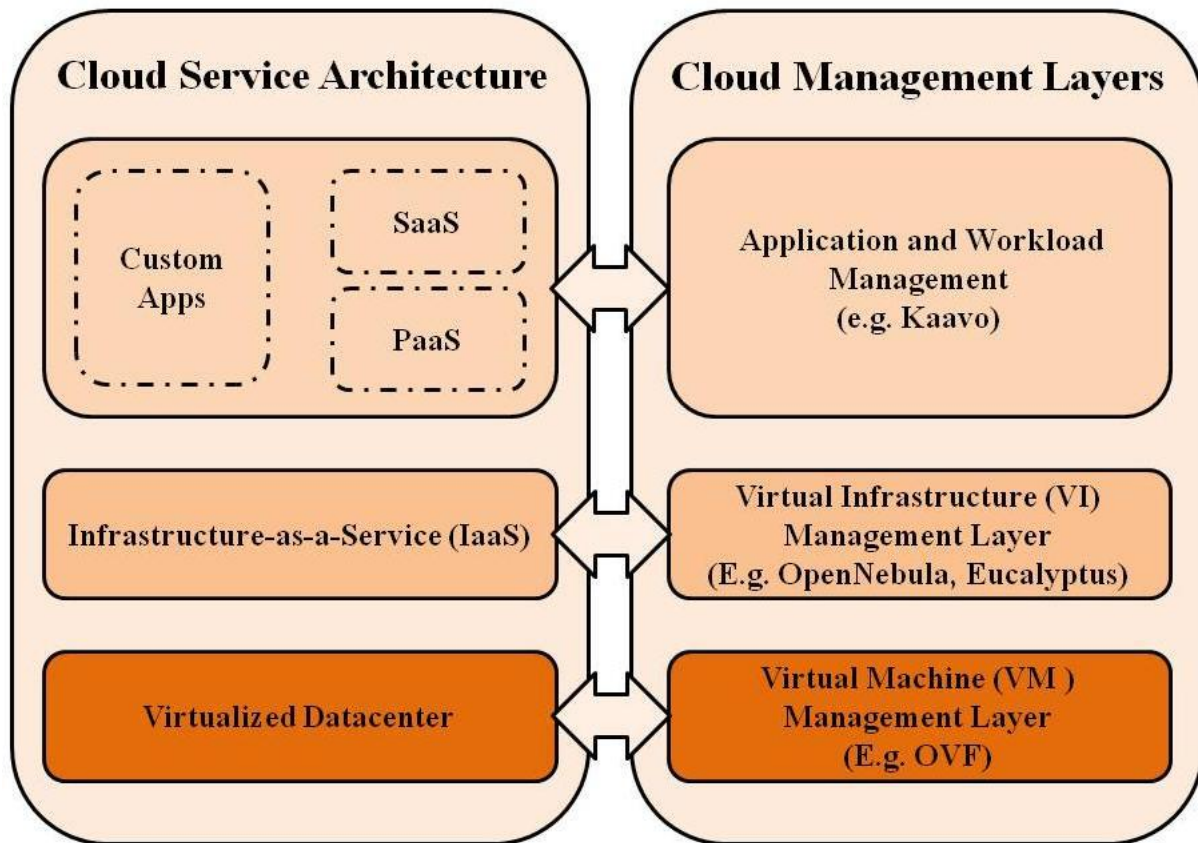 Cloud Service Architecture
Custom
Apps
SaaS
PaaS
Infrastructure-as-a-Service (IaaS)
Virtualized Datacenter
Cloud Management Layers
Application and Workload
Management
(e.g. Kaavo)
Virtual Infrastructure (VI)
Management Layer
(E.g. OpenNebula, Eucalyptus)
Virtual Machine (VM )
Management Layer
(E.g. OVF)